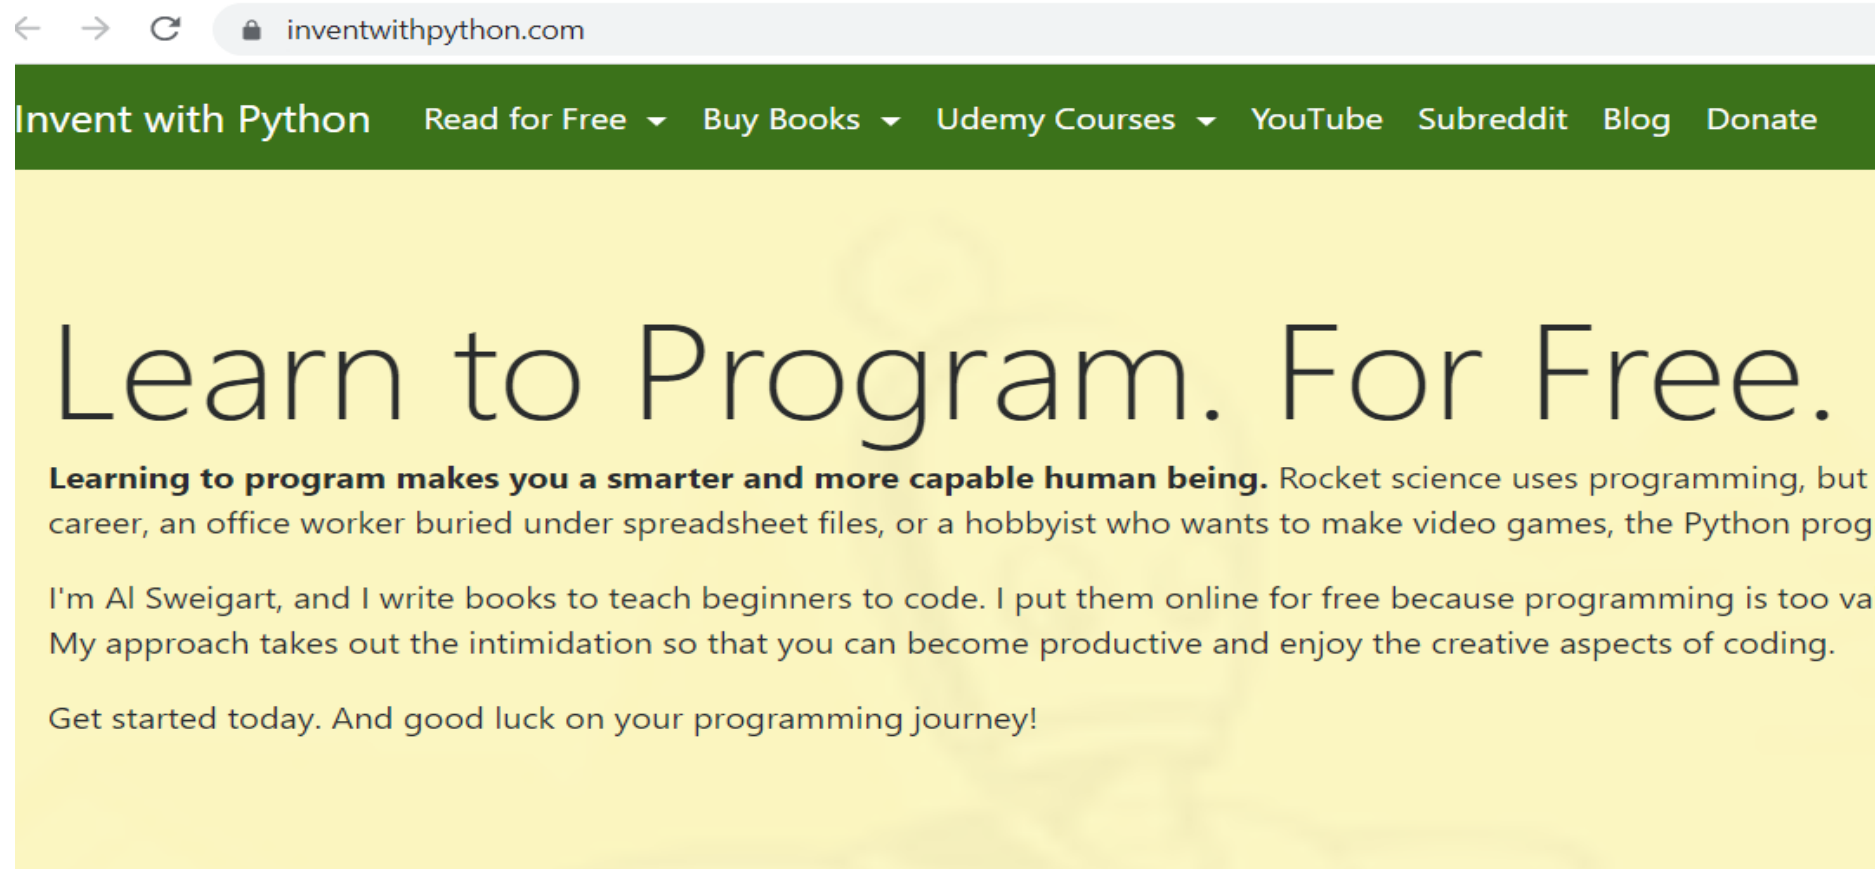 inventwithpython.com
Invent with Python Read for Free Buy Books Udemy Courses YouTube Subreddit Blog Donate
Learn to Program. For Free.
Learning to program makes you a smarter and more capable human being. Rocket science uses programming, but
career, an office worker buried under spreadsheet files, or a hobbyist who wants to make video games, the Python prog
I'm Al Sweigart, and I write books to teach beginners to code. I put them online for free because programming is too va
My approach takes out the intimidation so that you can become productive and enjoy the creative aspects of coding.
Get started today. And good luck on your programming journey!